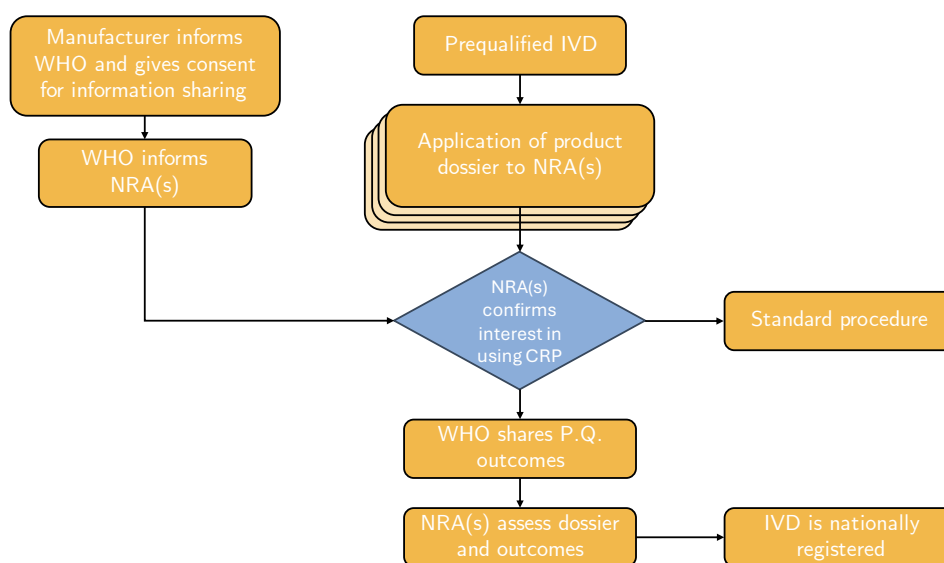 Manufacturer informs
WHO and gives consent
for information sharing
WHO informs
NRA(s)
Prequalified IVD
Application of product
dossier to NRA(s)
NRA(s)
confirms
interest in
using CRP
Standard procedure
WHO shares P.Q.
outcomes
NRA(s) assess dossier
and outcomes
IVD is nationally
registered